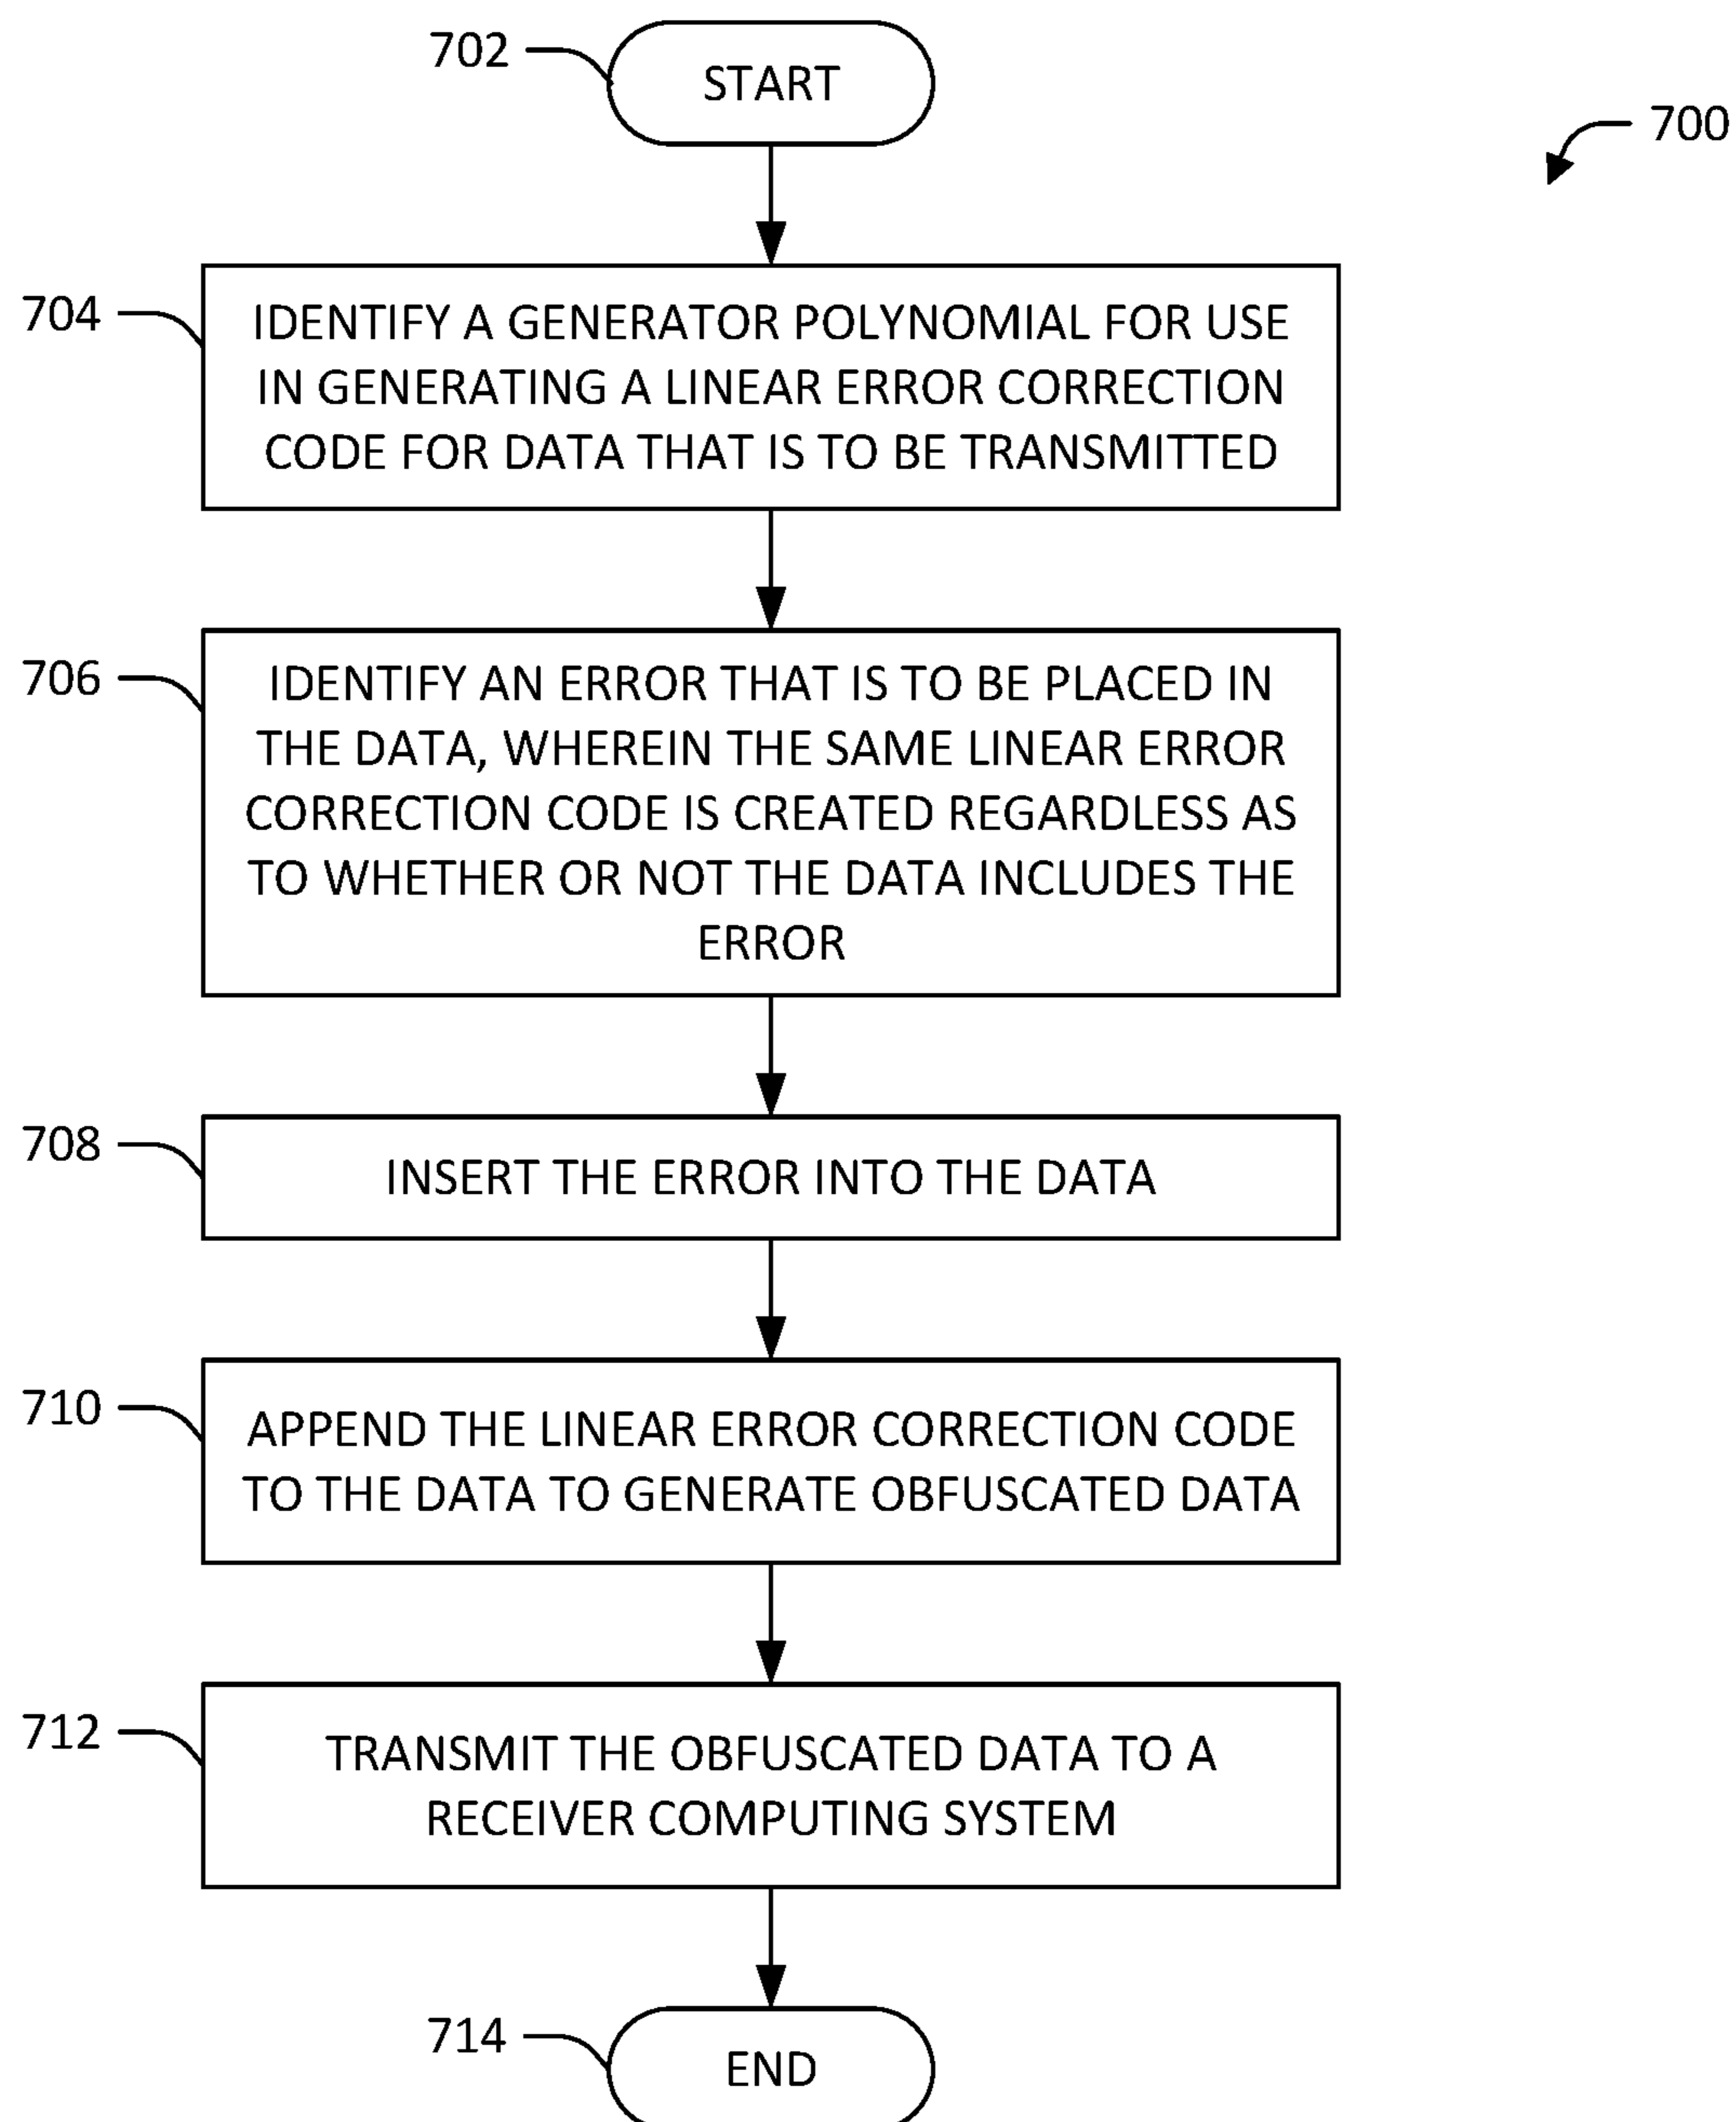 702
START
700
704
IDENTIFY A GENERATOR POLYNOMIAL FOR USE
IN GENERATING A LINEAR ERROR CORRECTION
CODE FOR DATA THAT IS TO BE TRANSMITTED
706
IDENTIFY AN ERROR THAT IS TO BE PLACED IN
THE DATA, WHEREIN THE SAME LINEAR ERROR
CORRECTION CODE IS CREATED REGARDLESS AS
TO WHETHER OR NOT THE DATA INCLUDES THE
ERROR
708
INSERT THE ERROR INTO THE DATA
710
APPEND THE LINEAR ERROR CORRECTION CODE
TO THE DATA TO GENERATE OBFUSCATED DATA
712
TRANSMIT THE OBFUSCATED DATA TO A
RECEIVER COMPUTING SYSTEM
714
END